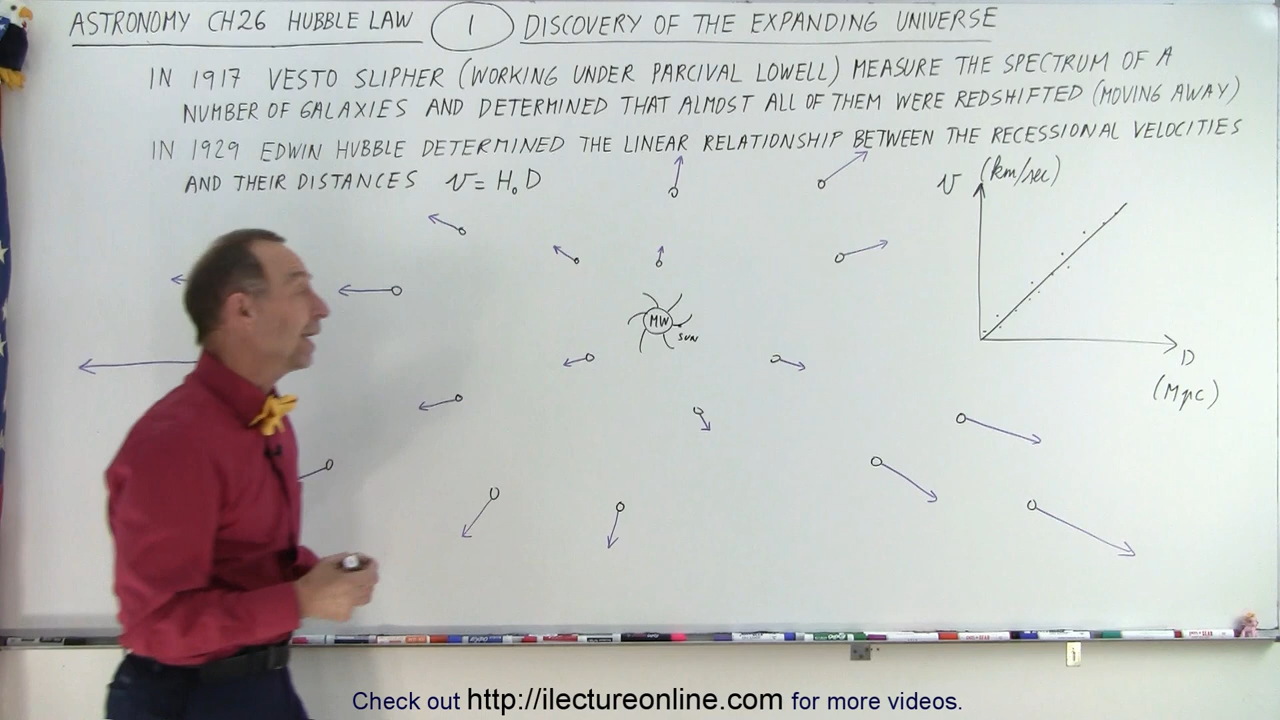 ASTRONOMY CH26 HUBBLE LAW 1 DISCOVERY OF THE EXPANDING UNIVERSE
IN 1917 VESTO SLIPHER (WORKING UNDER PARCIVAL LOWELL) MEASURE THE SPECTRUM OF A
NUMBER OF GALAXIES AND DETERMINED THAT ALMOST ALL OF THEM WERE REDSHIFTED (MOVING AWAY)
IN 1929 EDWIN HUBBLE DETERMINED THE LINEAR RELATIONSHIP BETWEEN THE RECESSIONAL VELOCITIES
AND THEIR DISTANCES v = H₀ D
v (km/sec)
MW
SUN
D
(Mpc)
Check out http://ilectureonline.com for more videos.